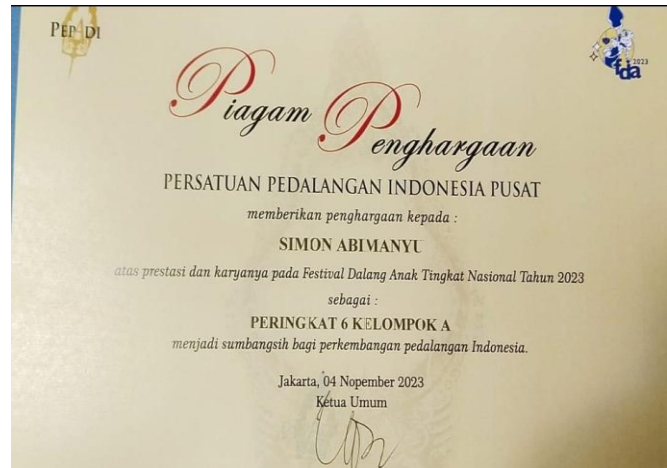 PEPADI
fda 2023
Piagam Penghargaan
PERSATUAN PEDALANGAN INDONESIA PUSAT
memberikan penghargaan kepada :
SIMON ABIMANYU
atas prestasi dan karyanya pada Festival Dalang Anak Tingkat Nasional Tahun 2023
sebagai :
PERINGKAT 6 KELOMPOK A
menjadi sumbangsih bagi perkembangan pedalangan Indonesia.
Jakarta, 04 Nopember 2023
Ketua Umum